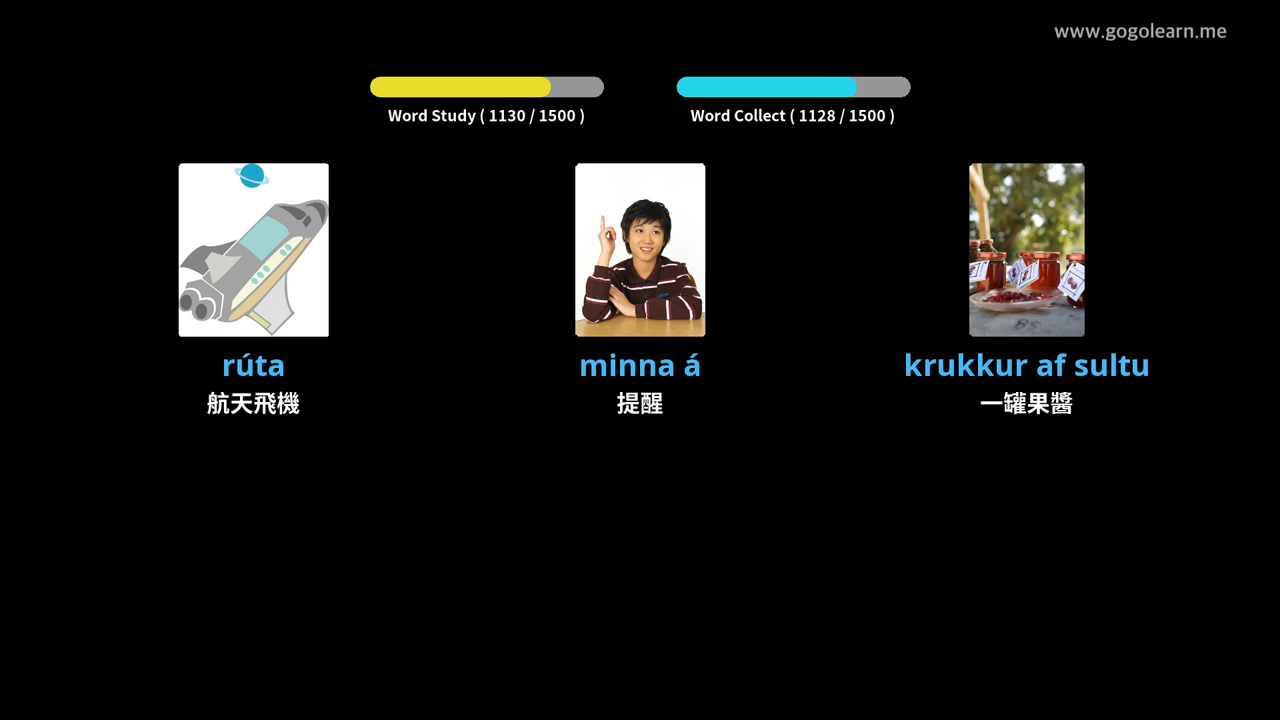 www.gogolearn.me
Word Study ( 1130 / 1500 )
Word Collect ( 1128 / 1500 )
rúta
航天飛機
minna á
提醒
krukkur af sultu
一罐果醬